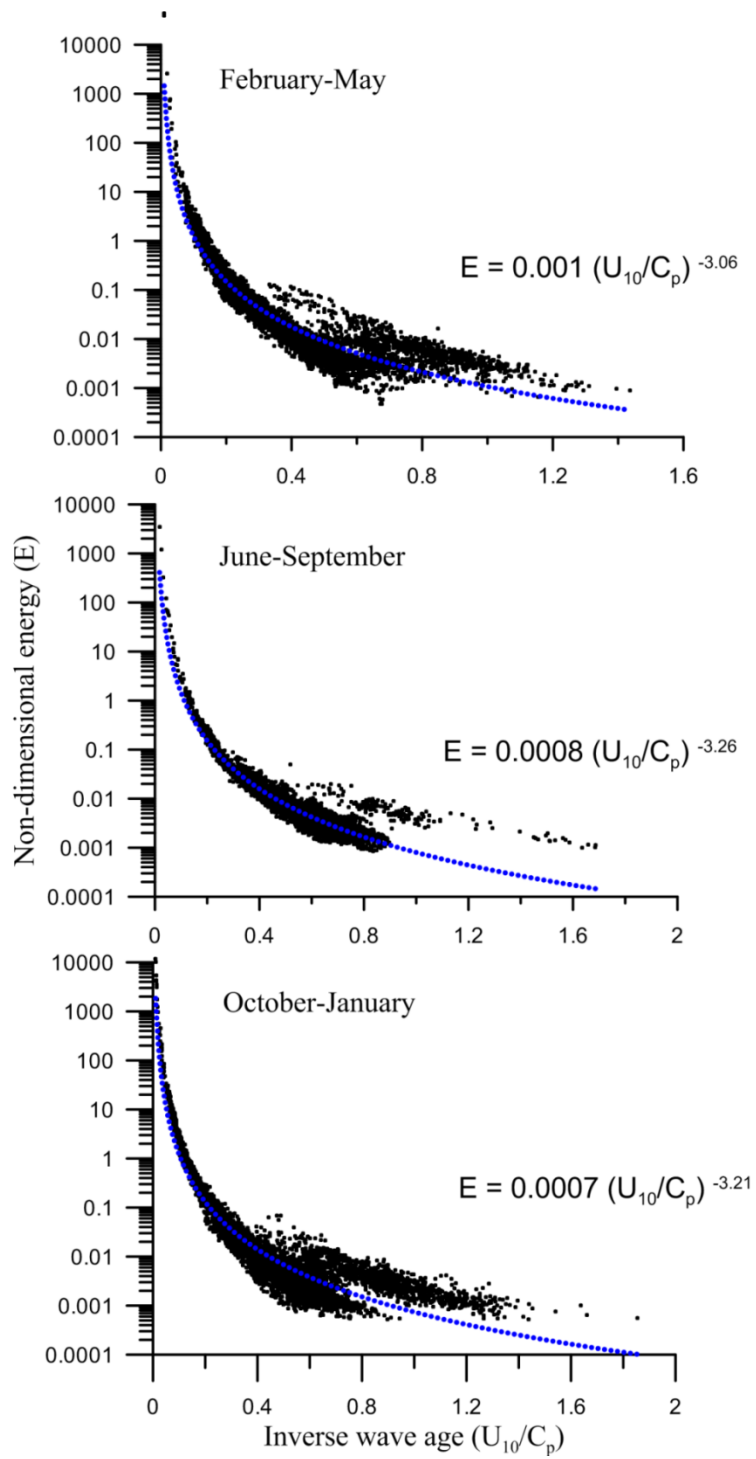 10000
1000
100
10
1
0.1
0.01
0.001
0.0001
February-May
E = 0.001 (U₁₀/Cₚ) ⁻³·⁰⁶
0 0.4 0.8 1.2 1.6
Non-dimensional energy (E)
10000
1000
100
10
1
0.1
0.01
0.001
0.0001
June-September
E = 0.0008 (U₁₀/Cₚ) ⁻³·²⁶
0 0.4 0.8 1.2 1.6 2
10000
1000
100
10
1
0.1
0.01
0.001
0.0001
October-January
E = 0.0007 (U₁₀/Cₚ) ⁻³·²¹
0 0.4 0.8 1.2 1.6 2
Inverse wave age (U₁₀/Cₚ)